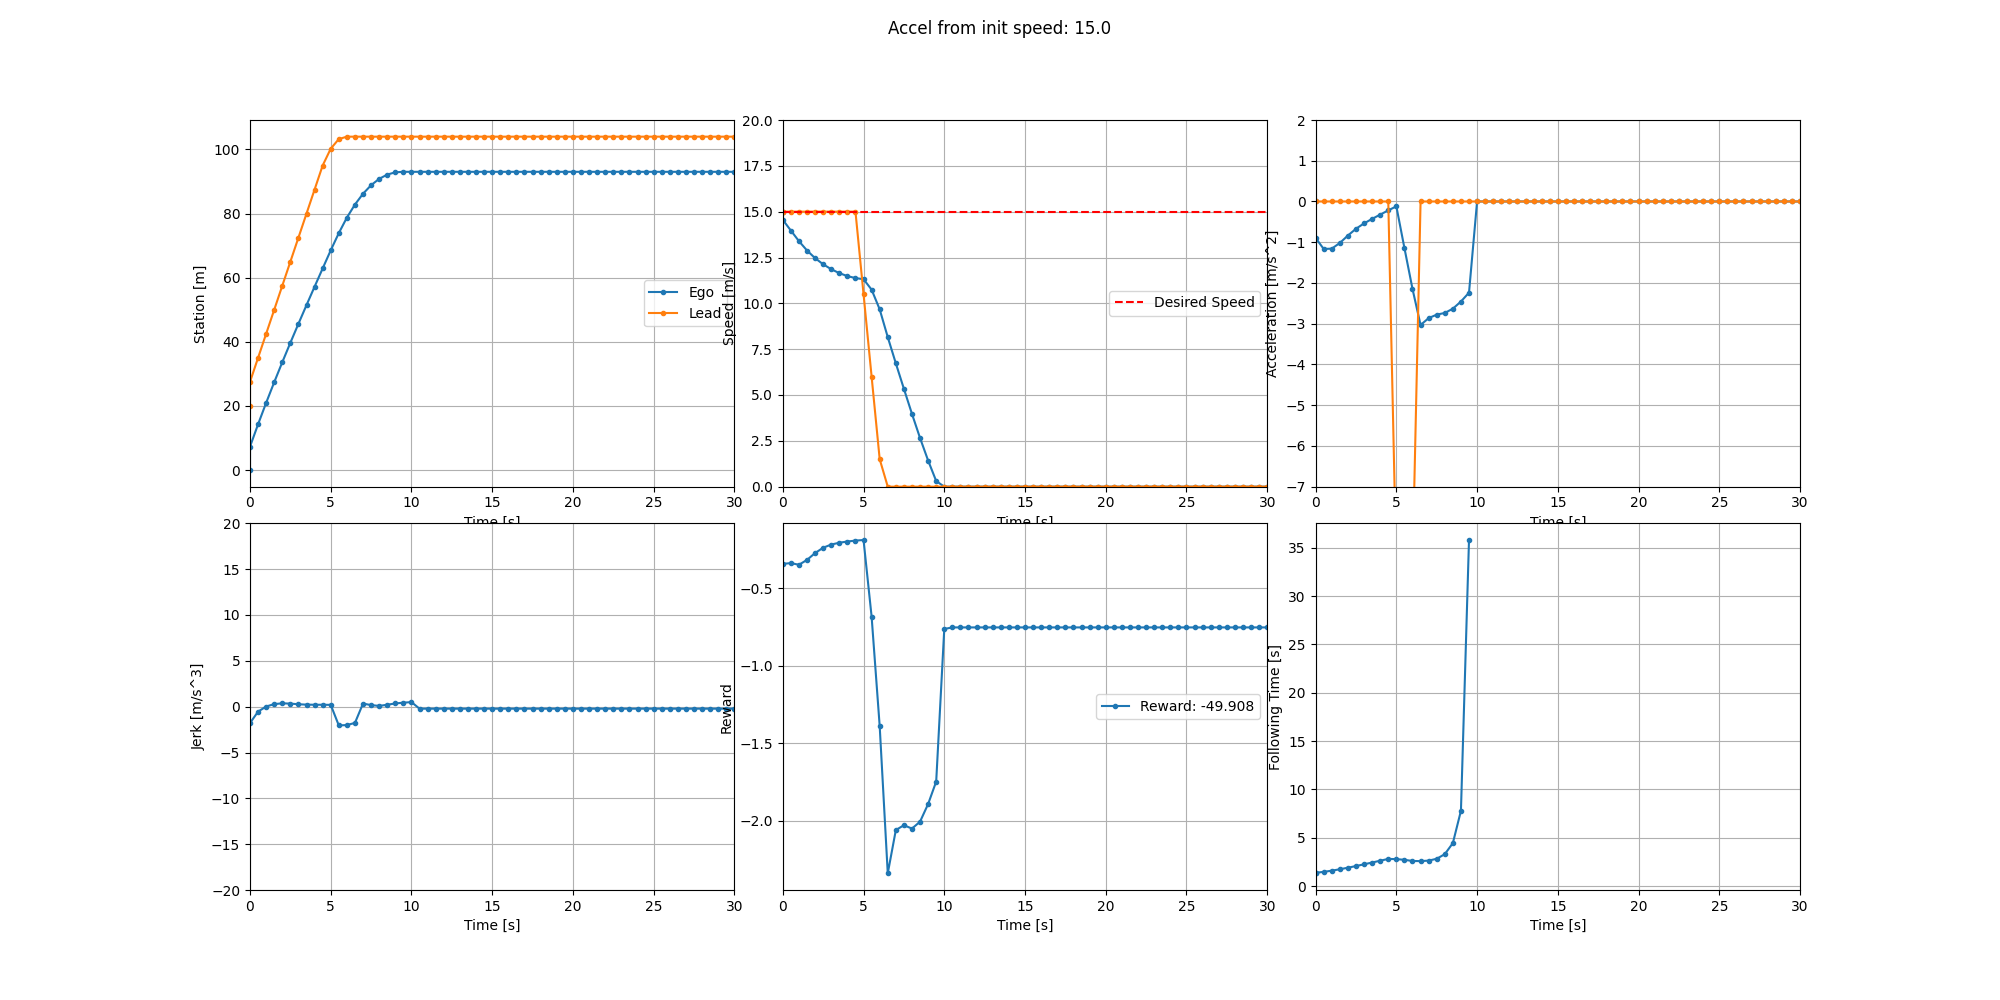 Accel from init speed: 15.0
Station [m]
100
80
60
40
20
0
0 5 10 15 20 25 30
Time [s]
Ego
Lead
Speed [m/s]
20.0
17.5
15.0
12.5
10.0
7.5
5.0
2.5
0.0
0 5 10 15 20 25 30
Time [s]
Desired Speed
Acceleration [m/s^2]
2
1
0
−1
−2
−3
−4
−5
−6
−7
0 5 10 15 20 25 30
Time [s]
Jerk [m/s^3]
20
15
10
5
0
−5
−10
−15
−20
0 5 10 15 20 25 30
Time [s]
Reward
−0.5
−1.0
−1.5
−2.0
0 5 10 15 20 25 30
Time [s]
Reward: -49.908
Following Time [s]
35
30
25
20
15
10
5
0
0 5 10 15 20 25 30
Time [s]